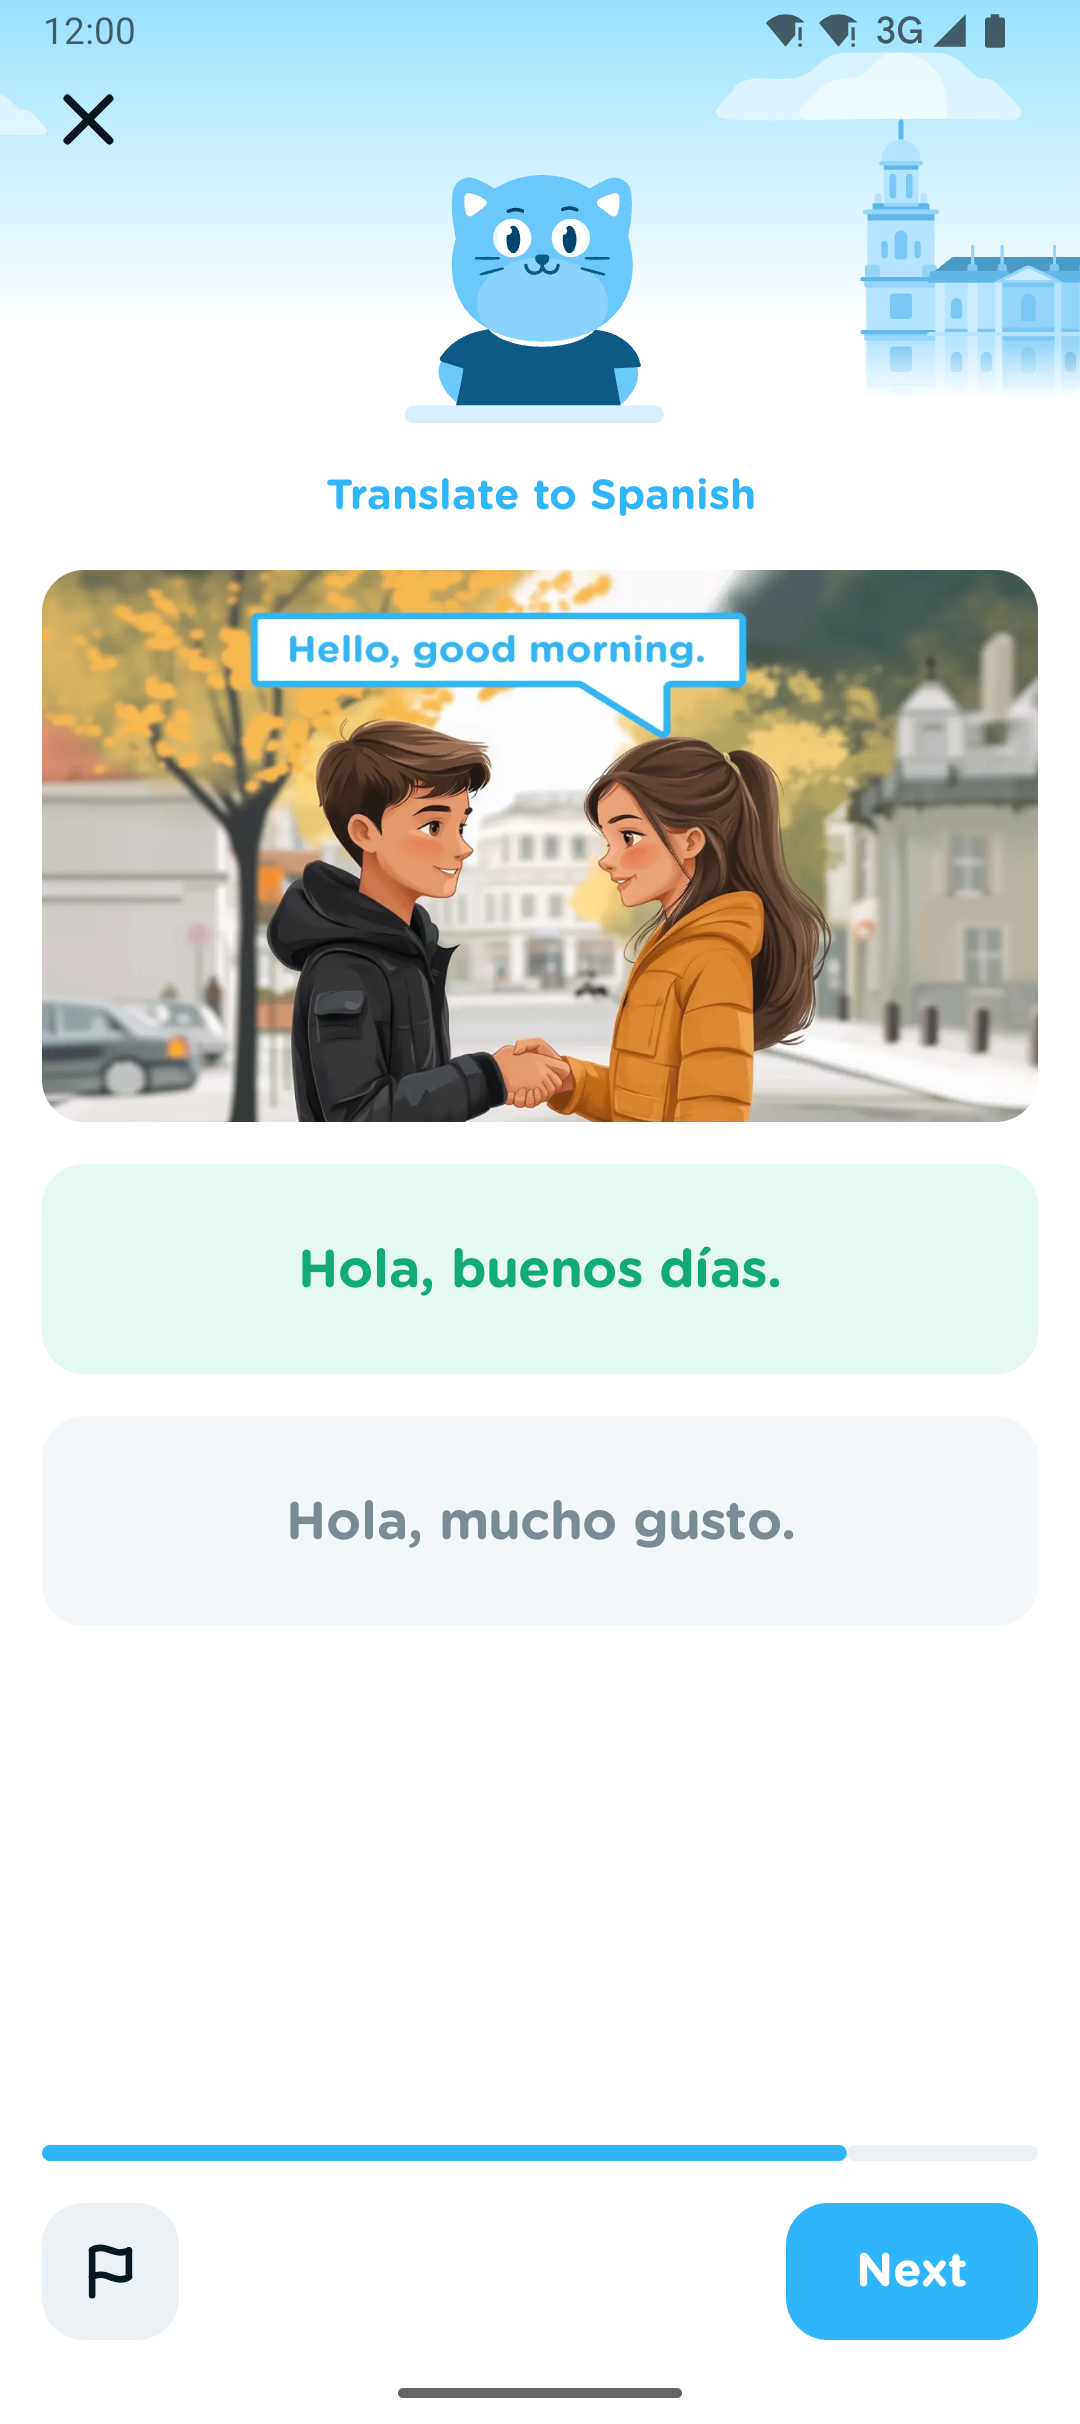 12:00
3G
Translate to Spanish
Hello, good morning.
Hola, buenos días.
Hola, mucho gusto.
Next